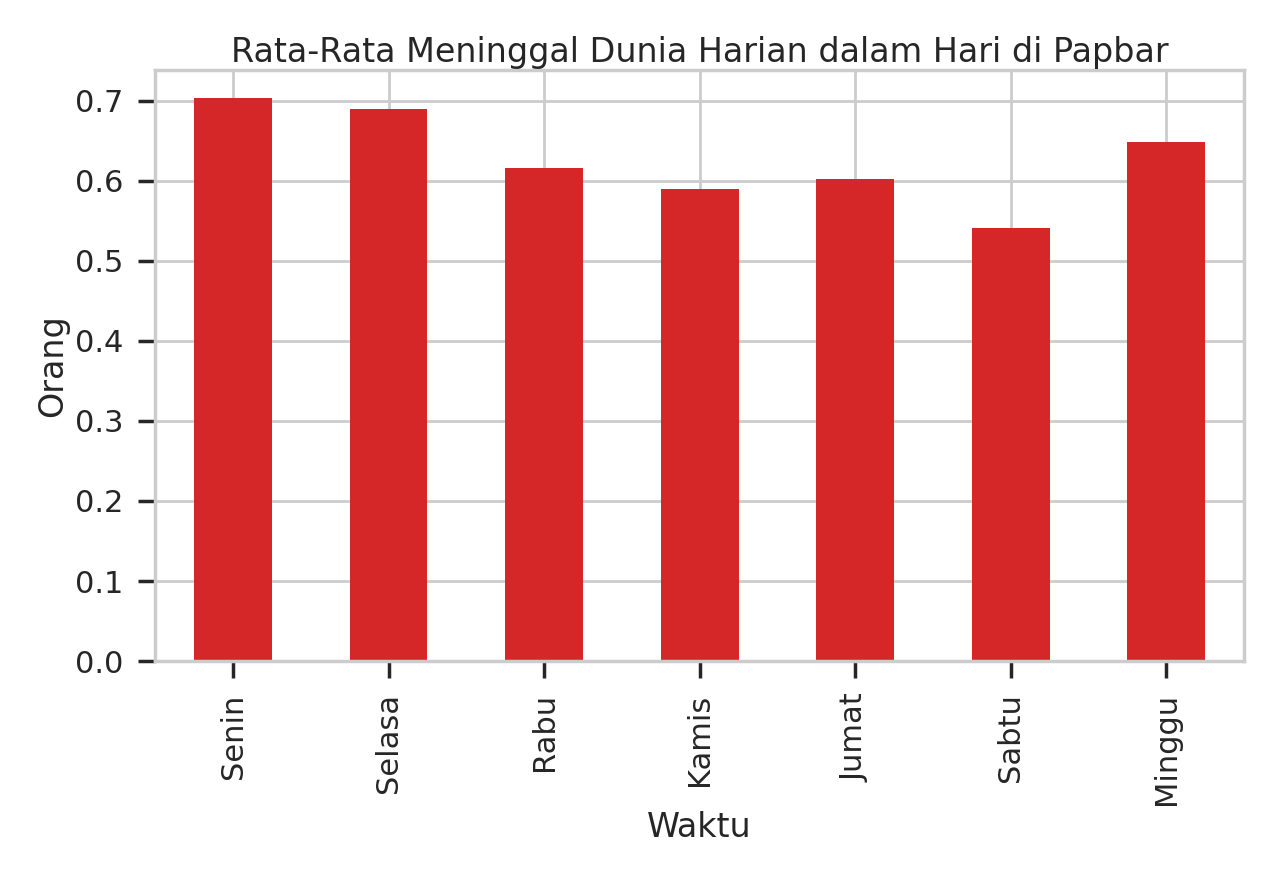 Rata-Rata Meninggal Dunia Harian dalam Hari di Papbar
0.7
0.6
0.5
0.4
0.3
0.2
0.1
0.0
Orang
Senin
Selasa
Rabu
Kamis
Jumat
Sabtu
Minggu
Waktu